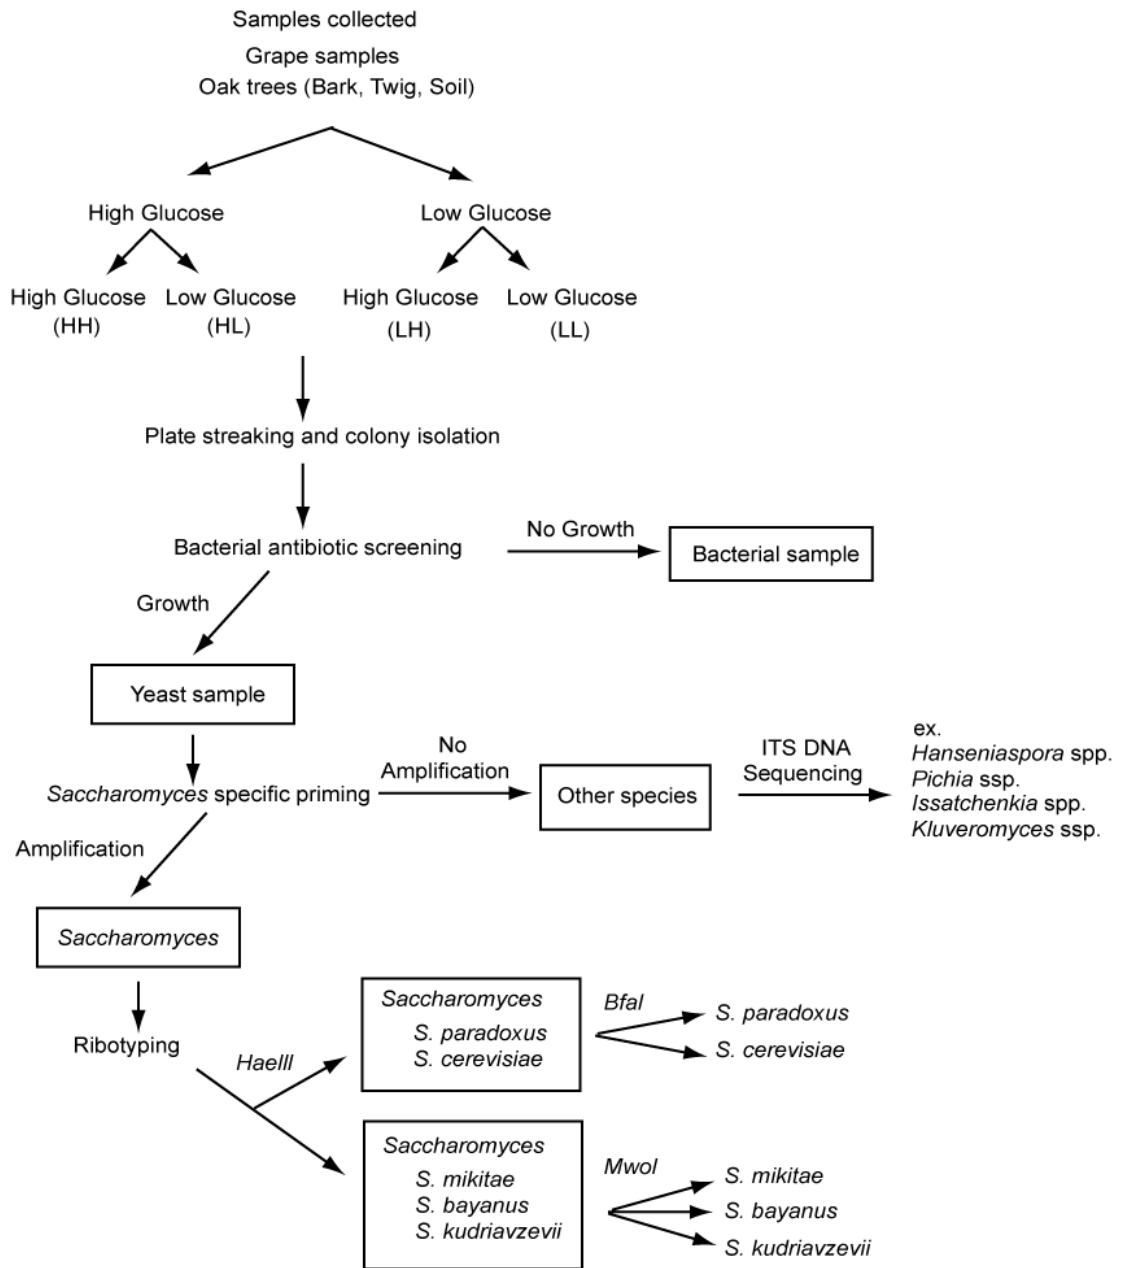 Samples collected
Grape samples
Oak trees (Bark, Twig, Soil)
High Glucose
Low Glucose
High Glucose
(HH)
Low Glucose
(HL)
High Glucose
(LH)
Low Glucose
(LL)
Plate streaking and colony isolation
Bacterial antibiotic screening
No Growth
Bacterial sample
Growth
Yeast sample
Saccharomyces specific priming
No
Amplification
Other species
ITS DNA
Sequencing
ex.
Hanseniaspora spp.
Pichia ssp.
Issatchenkia spp.
Kluveromyces ssp.
Amplification
Saccharomyces
Ribotyping
HaeIII
Saccharomyces
S. paradoxus
S. cerevisiae
BfaI
S. paradoxus
S. cerevisiae
Saccharomyces
S. mikitae
S. bayanus
S. kudriavzevii
MwoI
S. mikitae
S. bayanus
S. kudriavzevii